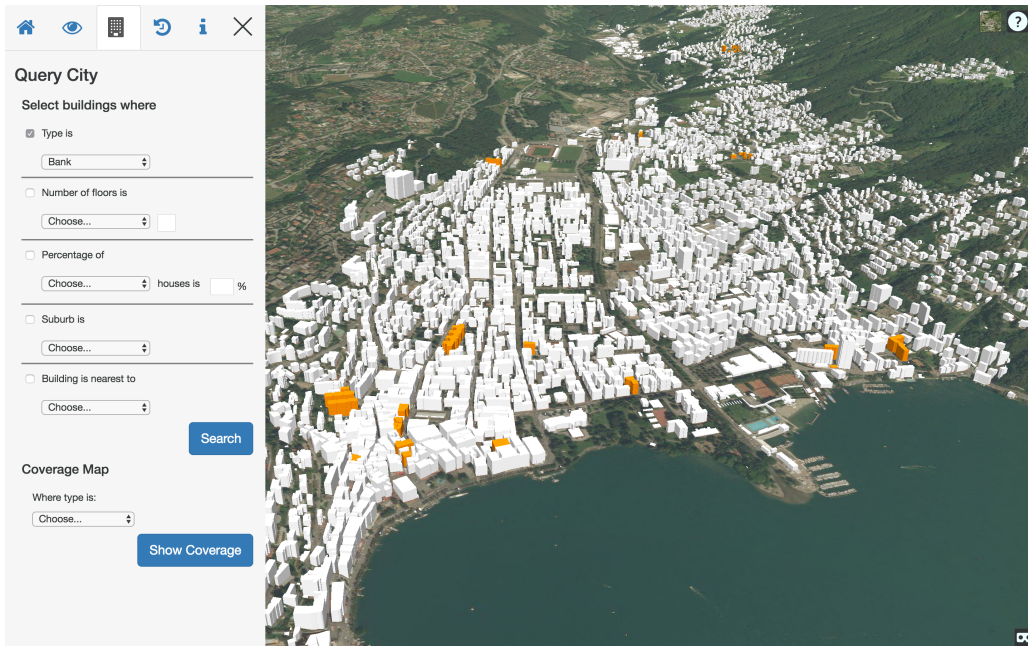 ?
Query City
Select buildings where
Type is
Bank
Number of floors is
Choose...
Percentage of
Choose... houses is %
Suburb is
Choose...
Building is nearest to
Choose...
Search
Coverage Map
Where type is:
Choose...
Show Coverage